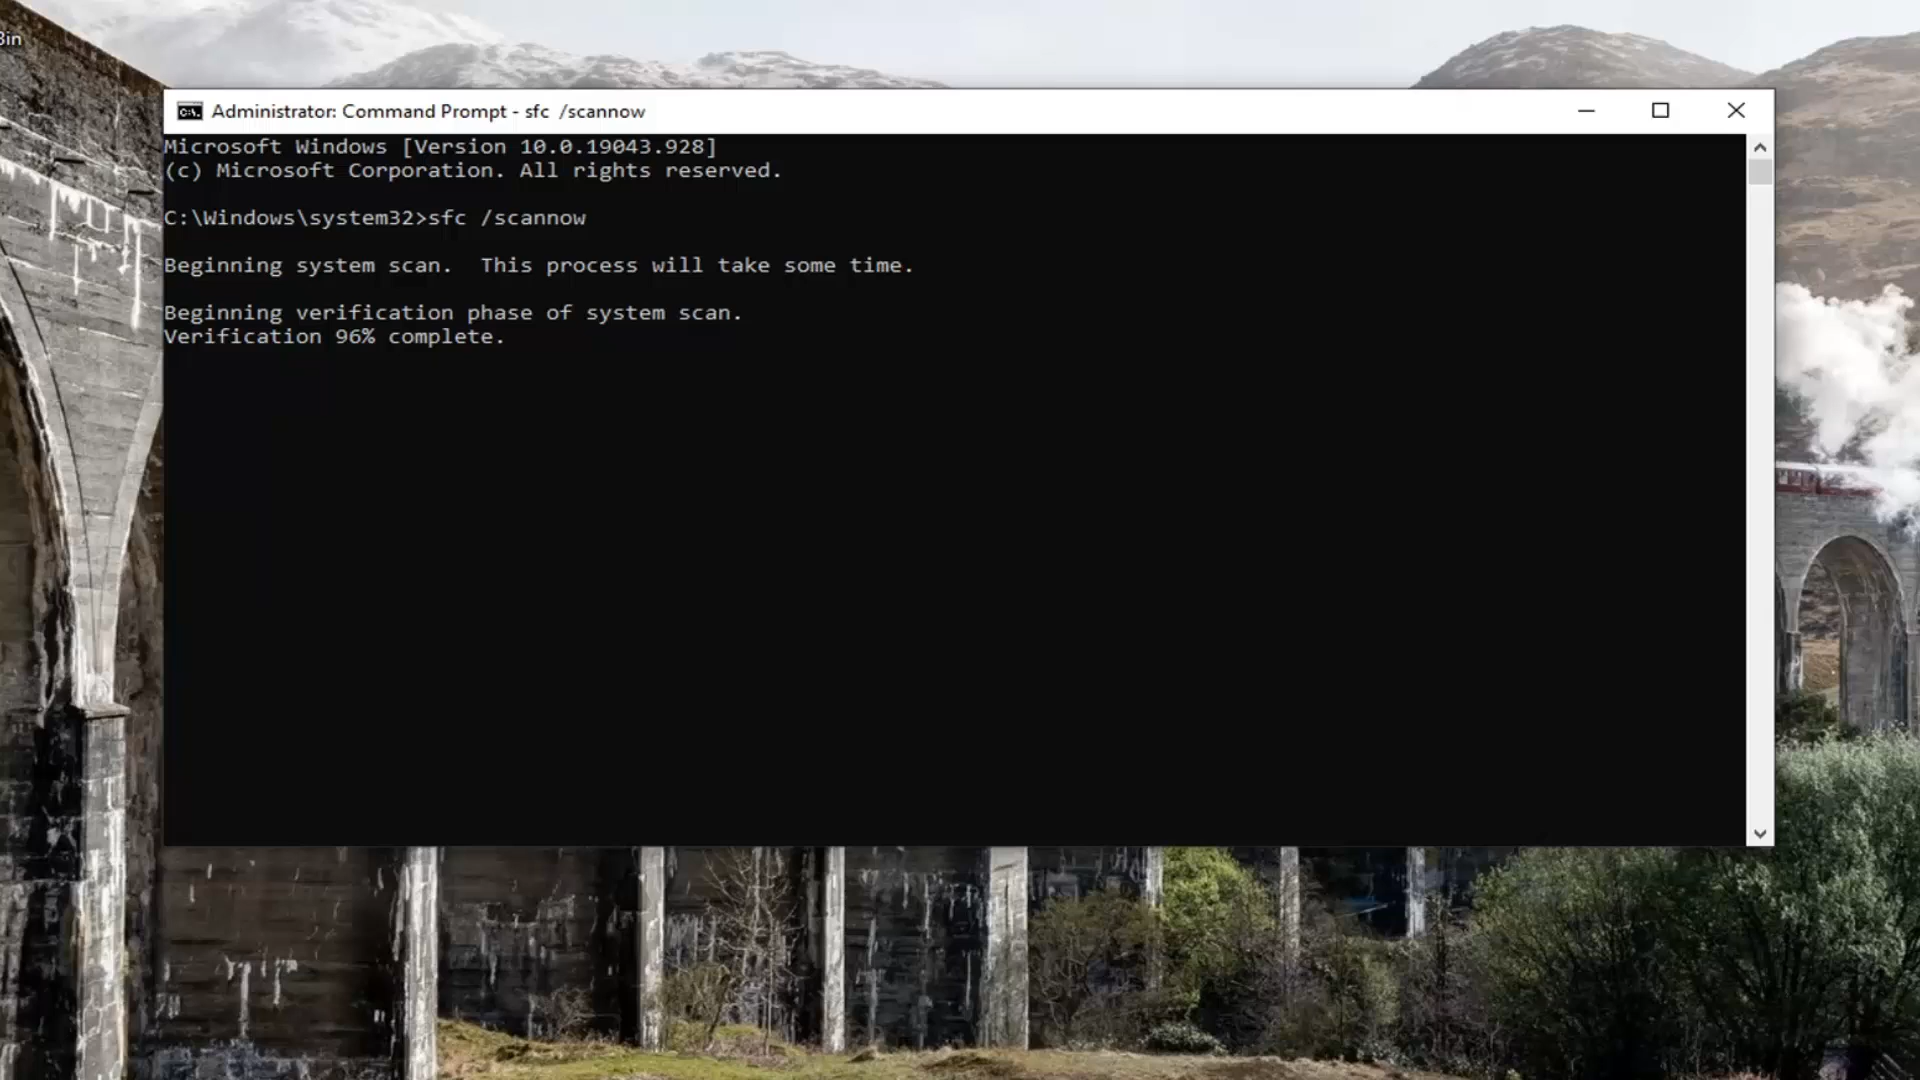 Bin
Administrator: Command Prompt - sfc  /scannow
Microsoft Windows [Version 10.0.19043.928]
(c) Microsoft Corporation. All rights reserved.
C:\Windows\system32>sfc /scannow
Beginning system scan.  This process will take some time.
Beginning verification phase of system scan.
Verification 96% complete.